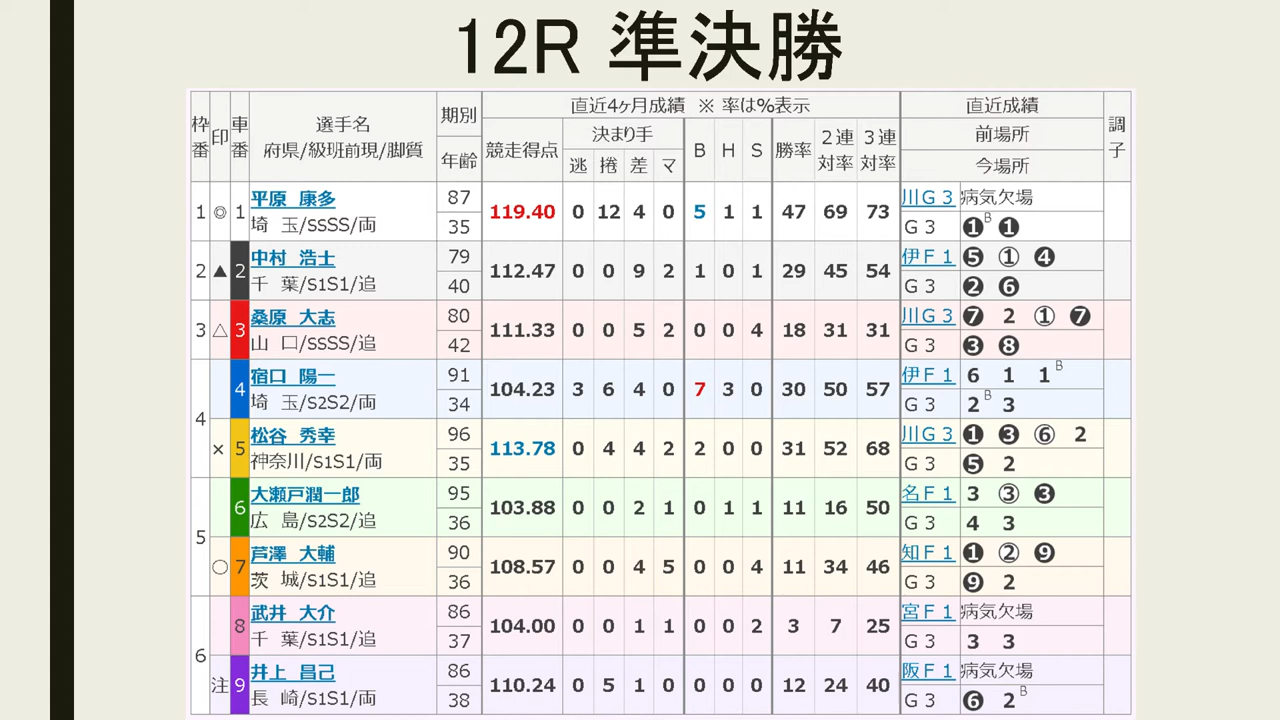 12R 準決勝
枠番 印 車番 選手名 府県/級班前現/脚質 期別 年齢 直近4ヶ月成績 ※ 率は%表示 直近成績 調子
競走得点 決まり手 B H S 勝率 2連対率 3連対率 前場所 今場所
逃 捲 差 マ
1 ◎ 1 平原 康多 87 119.40 0 12 4 0 5 1 1 47 69 73 川G3 病気欠場
埼 玉/SSSS/両 35 G3 ❶B ❶
2 ▲ 2 中村 浩士 79 112.47 0 0 9 2 1 0 1 29 45 54 伊F1 ❺ ① ❹
千 葉/S1S1/追 40 G3 ❷ ❻
3 △ 3 桑原 大志 80 111.33 0 0 5 2 0 0 4 18 31 31 川G3 ❼ 2 ① ❼
山 口/SSSS/追 42 G3 ❸ ❽
4 4 宿口 陽一 91 104.23 3 6 4 0 7 3 0 30 50 57 伊F1 6 1 1B
埼 玉/S2S2/両 34 G3 2B 3
× 5 松谷 秀幸 96 113.78 0 4 4 2 2 0 0 31 52 68 川G3 ❶ ❸ ⑥ 2
神奈川/S1S1/両 35 G3 ❺ 2
5 6 大瀬戸潤一郎 95 103.88 0 0 2 1 0 1 1 11 16 50 名F1 3 ③ ❸
広 島/S2S2/追 36 G3 4 3
○ 7 芦澤 大輔 90 108.57 0 0 4 5 0 0 4 11 34 46 知F1 ❶ ② ❾
茨 城/S1S1/追 36 G3 ❾ 2
6 8 武井 大介 86 104.00 0 0 1 1 0 0 2 3 7 25 宮F1 病気欠場
千 葉/S1S1/追 37 G3 3 3
注 9 井上 昌己 86 110.24 0 5 1 0 0 0 0 12 24 40 阪F1 病気欠場
長 崎/S1S1/両 38 G3 ❻ 2B